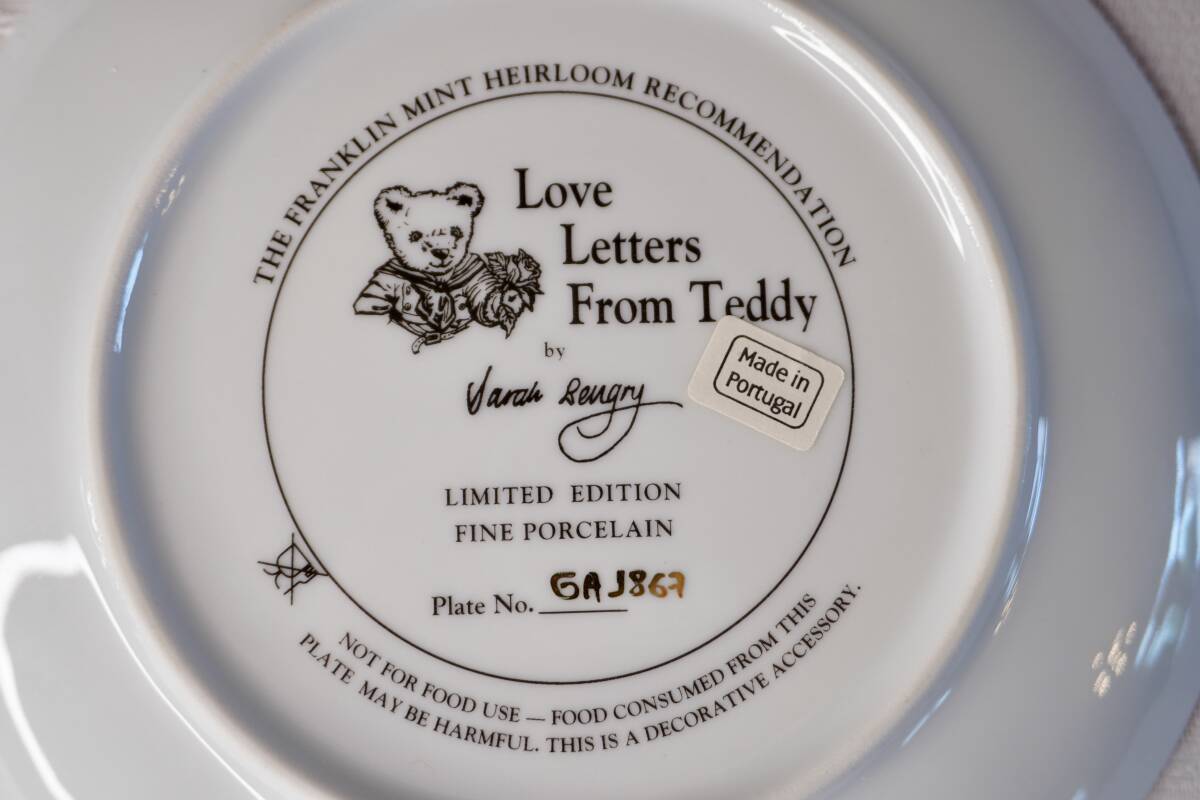 THE FRANKLIN MINT HEIRLOOM RECOMMENDATION
Love
Letters
From Teddy
by
Sarah Bengry
Made in
Portugal
LIMITED EDITION
FINE PORCELAIN
Plate No. GAJ867
NOT FOR FOOD USE — FOOD CONSUMED FROM THIS
PLATE MAY BE HARMFUL. THIS IS A DECORATIVE ACCESSORY.